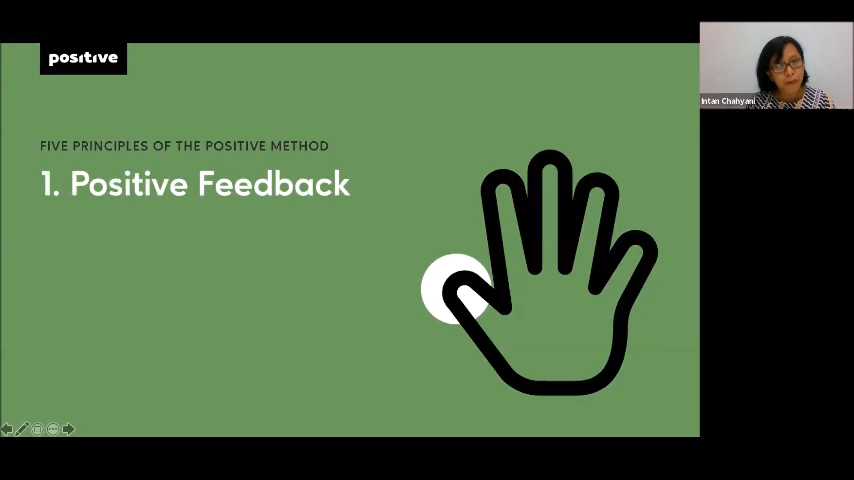 positive
FIVE PRINCIPLES OF THE POSITIVE METHOD
1. Positive Feedback
Intan Chahyani